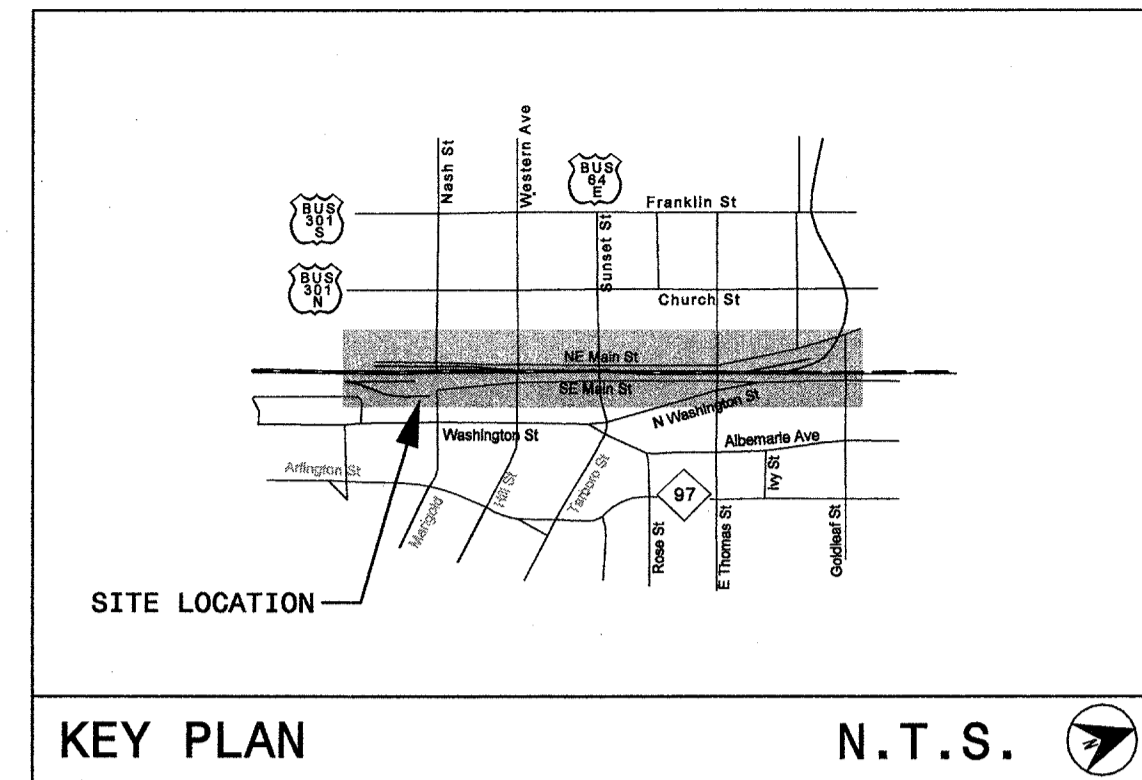 Nash St
Western Ave
BUS
64
E
BUS
301
S
Franklin St
Sunset St
BUS
301
N
Church St
NE Main St
SE Main St
N Washington St
Washington St
Albemarie Ave
Arlington St
Marigold
Hill St
Tarboro St
Ivy St
97
Rose St
E Thomas St
Goldleaf St
SITE LOCATION
KEY PLAN
N.T.S.
N